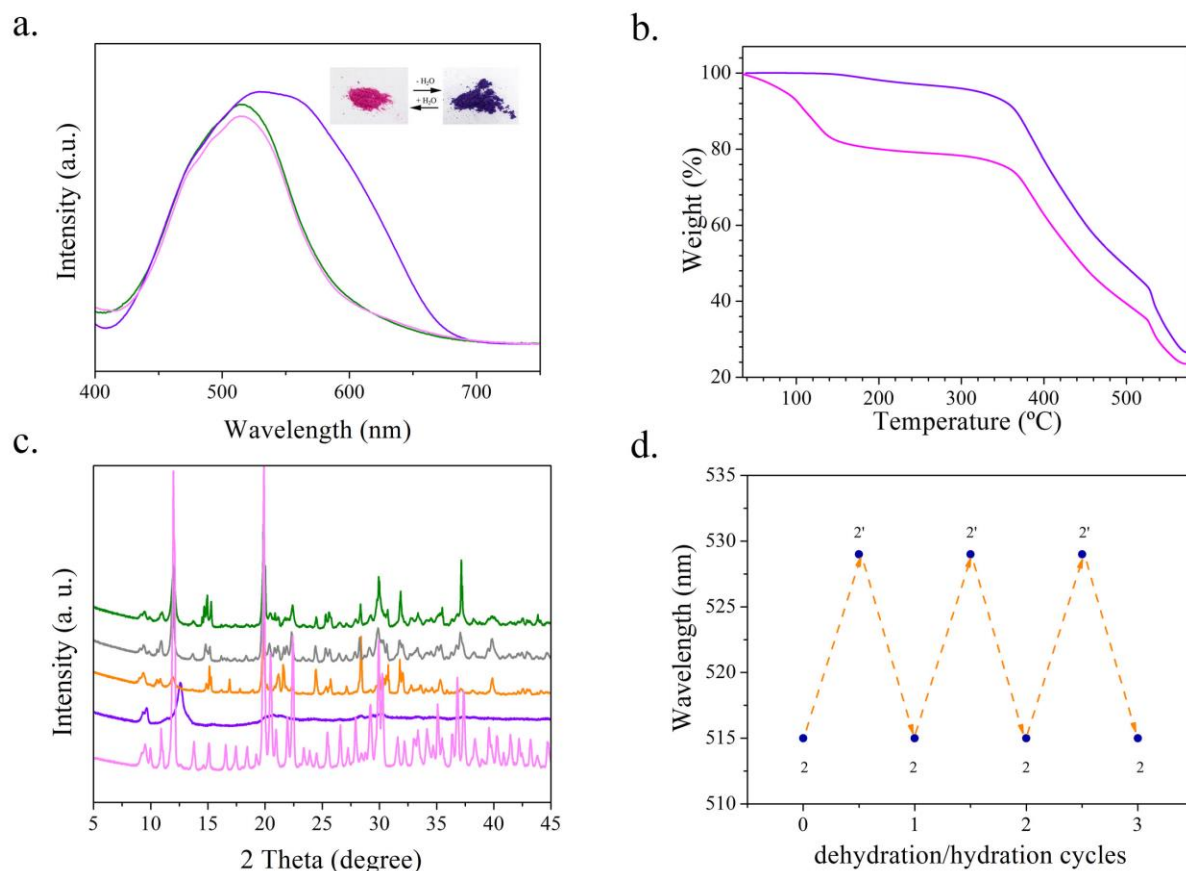 a.
Intensity (a.u.)
- H₂O
+ H₂O
400 500 600 700
Wavelength (nm)
b.
Weight (%)
100
80
60
40
20
100 200 300 400 500
Temperature (ºC)
c.
Intensity (a. u.)
5 10 15 20 25 30 35 40 45
2 Theta (degree)
d.
Wavelength (nm)
535
530
525
520
515
510
2' 2' 2'
2 2 2 2
0 1 2 3
dehydration/hydration cycles